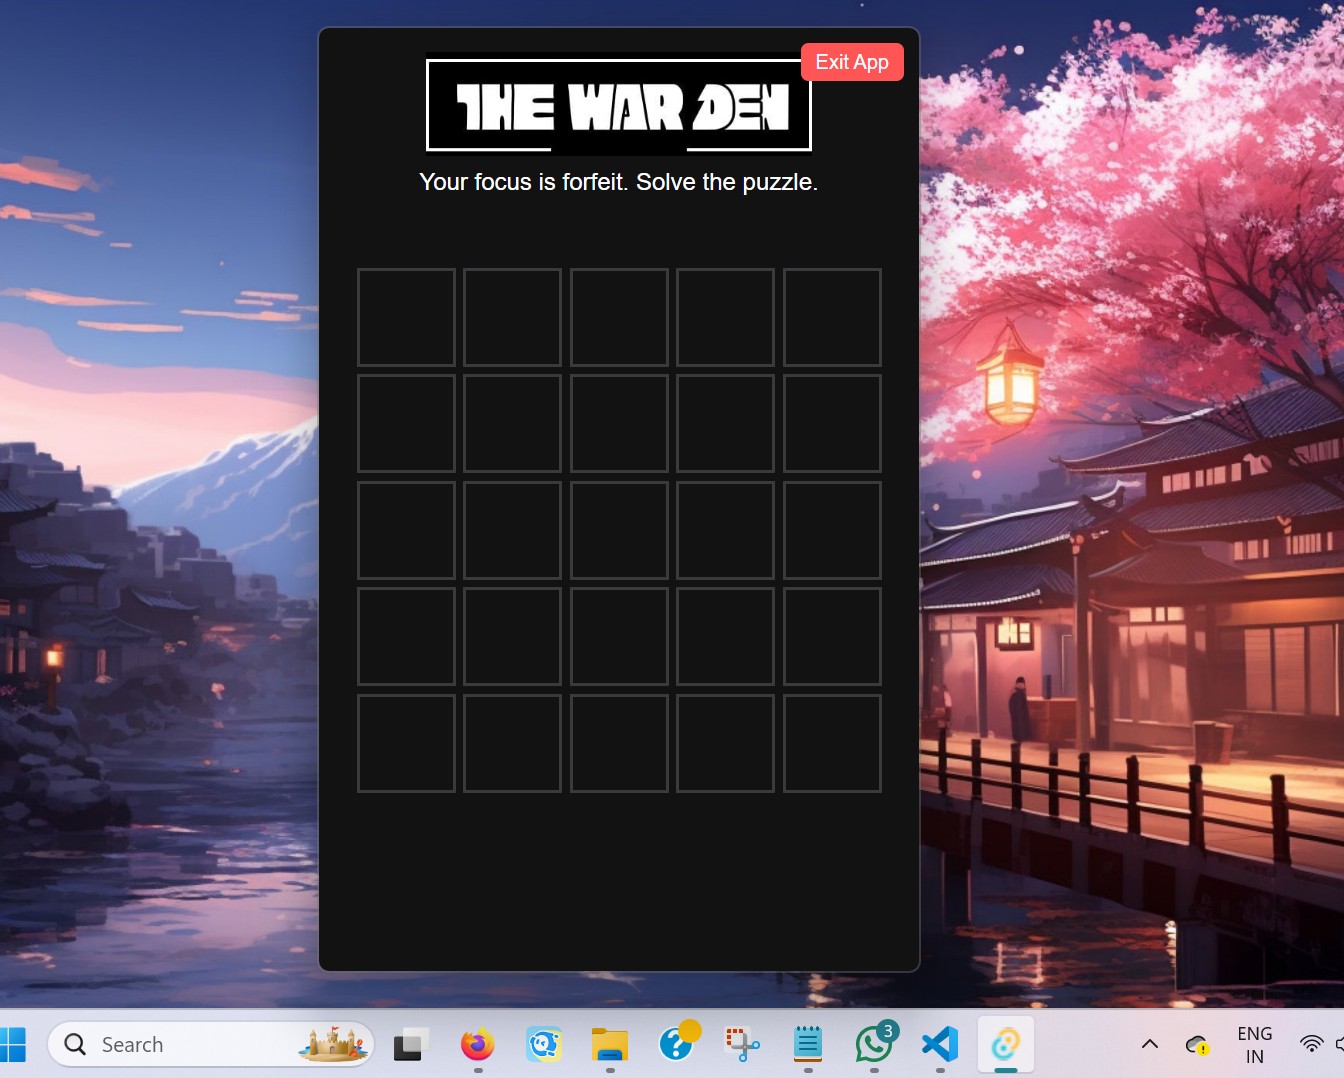 THE WAR DEN
Exit App
Your focus is forfeit. Solve the puzzle.
Search
3
ENG
IN